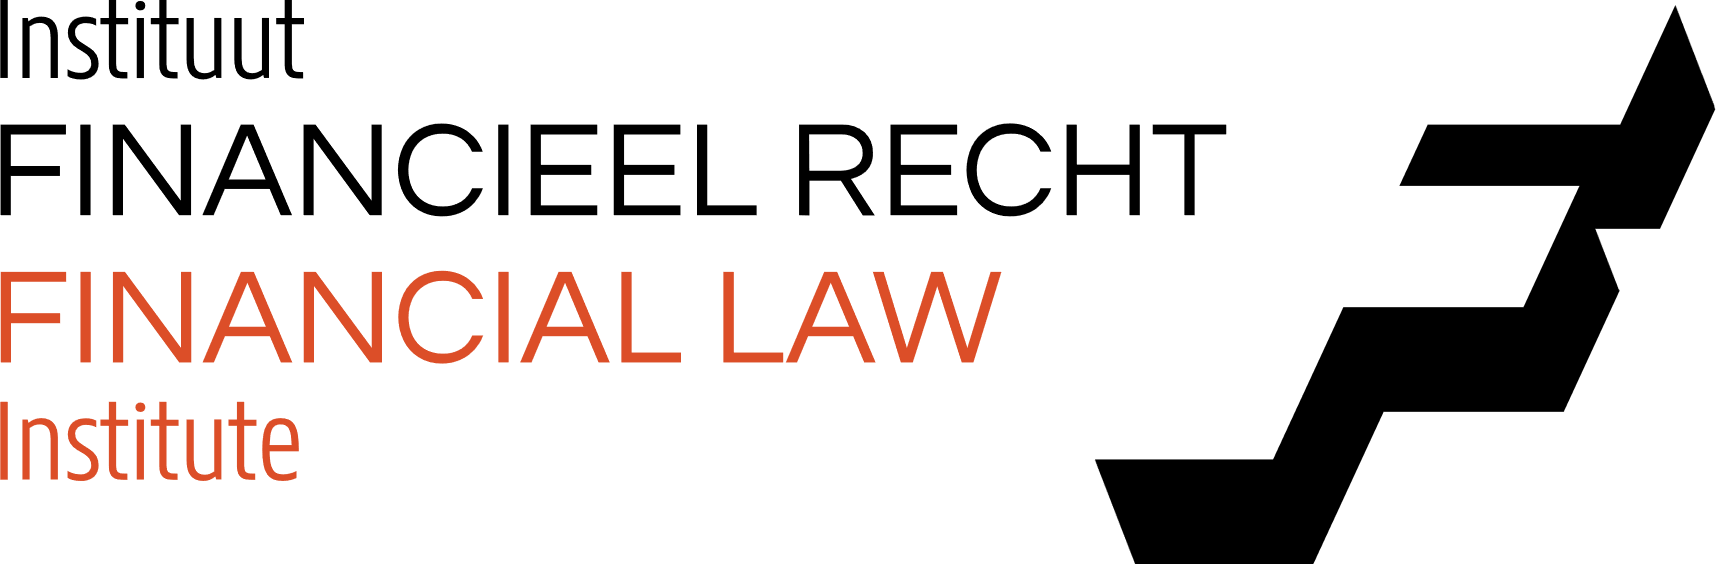 Instituut
FINANCIEEL RECHT
FINANCIAL LAW
Institute